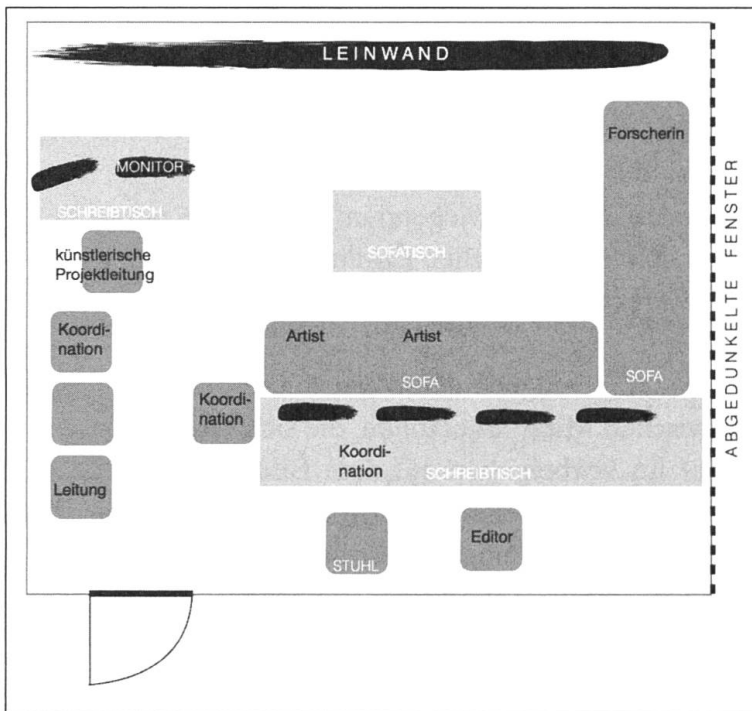 LEINWAND
Forscherin
MONITOR
SCHREIBTISCH
SOFATISCH
künstlerische
Projektleitung
Koordi-
nation
Artist
Artist
SOFA
SOFA
Koordi-
nation
Koordi-
nation
SCHREIBTISCH
Leitung
Editor
STUHL
ABGEDUNKELTE FENSTER